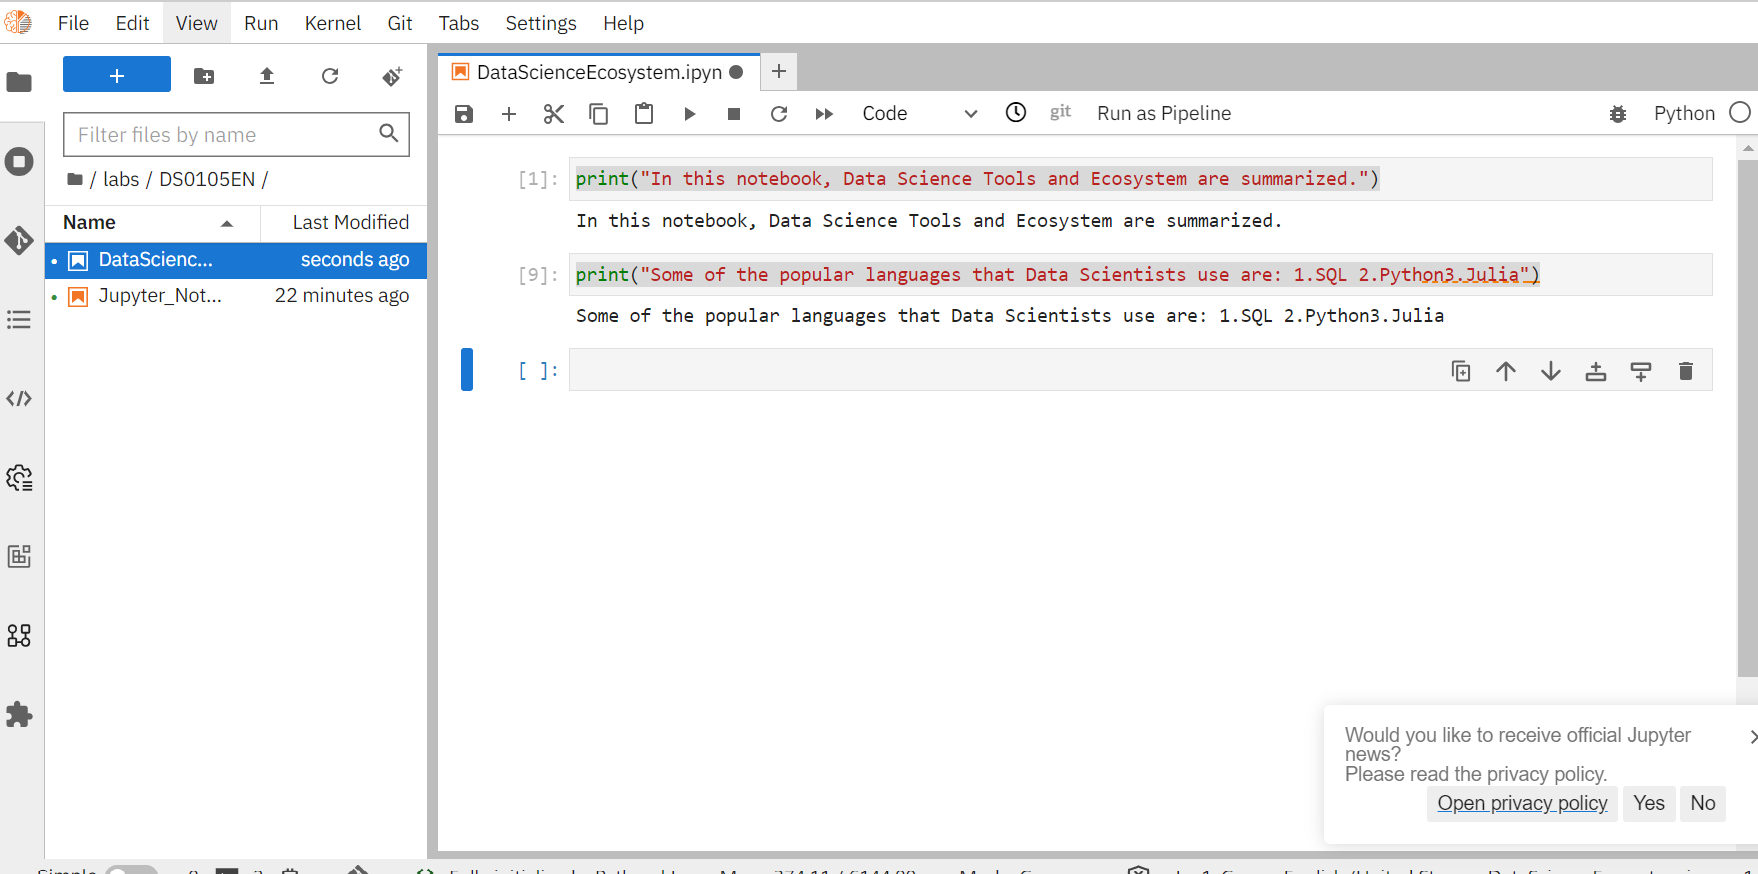 File Edit View Run Kernel Git Tabs Settings Help
+
Filter files by name
/ labs / DS0105EN /
Name Last Modified
DataScienc... seconds ago
Jupyter_Not... 22 minutes ago
DataScienceEcosystem.ipyn
Code git Run as Pipeline Python
[1]: print("In this notebook, Data Science Tools and Ecosystem are summarized.")
In this notebook, Data Science Tools and Ecosystem are summarized.
[9]: print("Some of the popular languages that Data Scientists use are: 1.SQL 2.Python3.Julia")
Some of the popular languages that Data Scientists use are: 1.SQL 2.Python3.Julia
[ ]:
Would you like to receive official Jupyter
news?
Please read the privacy policy.
Open privacy policy Yes No
Simple